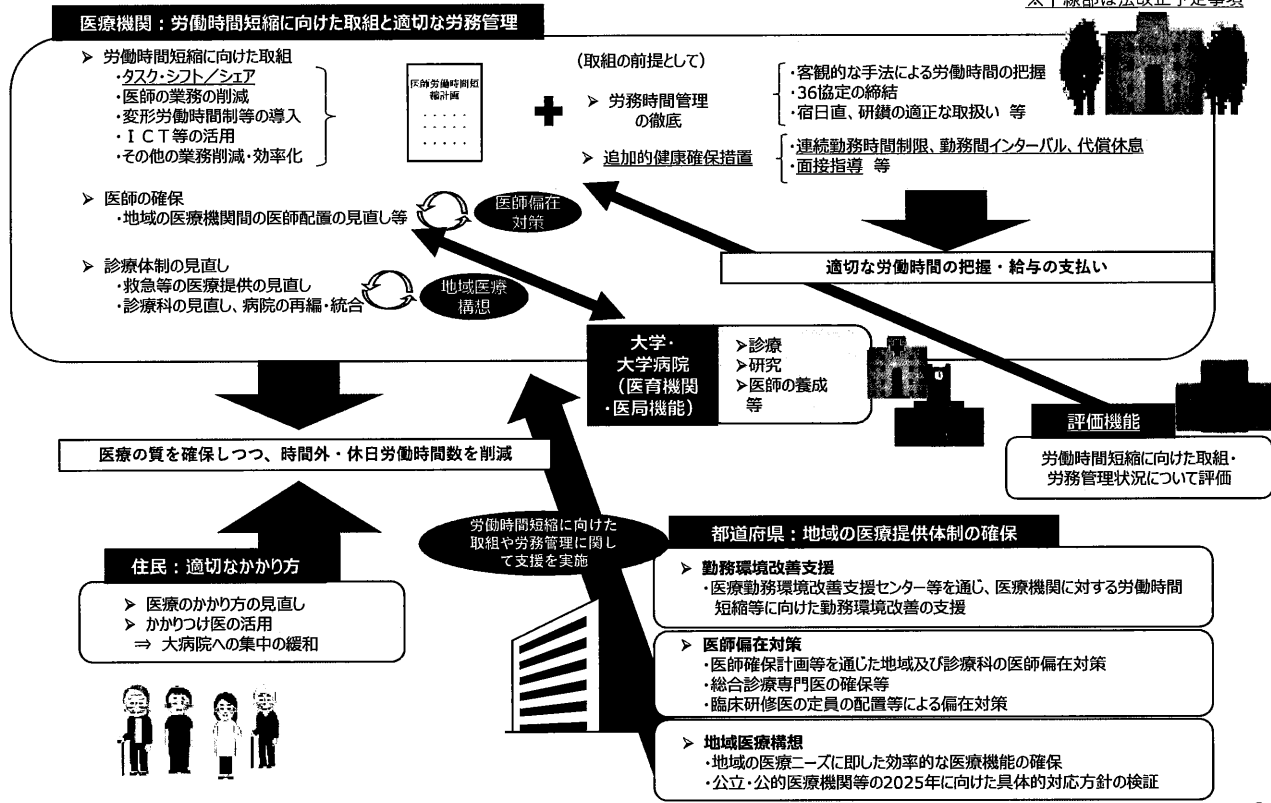 ※下線部は法改正予定事項
医療機関：労働時間短縮に向けた取組と適切な労務管理
➢ 労働時間短縮に向けた取組
・タスク・シフト／シェア
・医師の業務の削減
・変形労働時間制等の導入
・ＩＣＴ等の活用
・その他の業務削減・効率化
医師労働時間短
縮計画
(取組の前提として)
➢ 労務時間管理
の徹底
・客観的な手法による労働時間の把握
・36協定の締結
・宿日直、研鑽の適正な取扱い 等
➢ 追加的健康確保措置
・連続勤務時間制限、勤務間インターバル、代償休息
・面接指導 等
➢ 医師の確保
・地域の医療機関間の医師配置の見直し等
医師偏在
対策
適切な労働時間の把握・給与の支払い
➢ 診療体制の見直し
・救急等の医療提供の見直し
・診療科の見直し、病院の再編・統合
地域医療
構想
大学・
大学病院
（医育機関
・医局機能）
➢診療
➢研究
➢医師の養成
等
評価機能
労働時間短縮に向けた取組・
労務管理状況について評価
医療の質を確保しつつ、時間外・休日労働時間数を削減
労働時間短縮に向けた
取組や労務管理に関し
て支援を実施
住民：適切なかかり方
➢ 医療のかかり方の見直し
➢ かかりつけ医の活用
⇒ 大病院への集中の緩和
都道府県：地域の医療提供体制の確保
➢ 勤務環境改善支援
・医療勤務環境改善支援センター等を通じ、医療機関に対する労働時間
短縮等に向けた勤務環境改善の支援
➢ 医師偏在対策
・医師確保計画等を通じた地域及び診療科の医師偏在対策
・総合診療専門医の確保等
・臨床研修医の定員の配置等による偏在対策
➢ 地域医療構想
・地域の医療ニーズに即した効率的な医療機能の確保
・公立・公的医療機関等の2025年に向けた具体的対応方針の検証